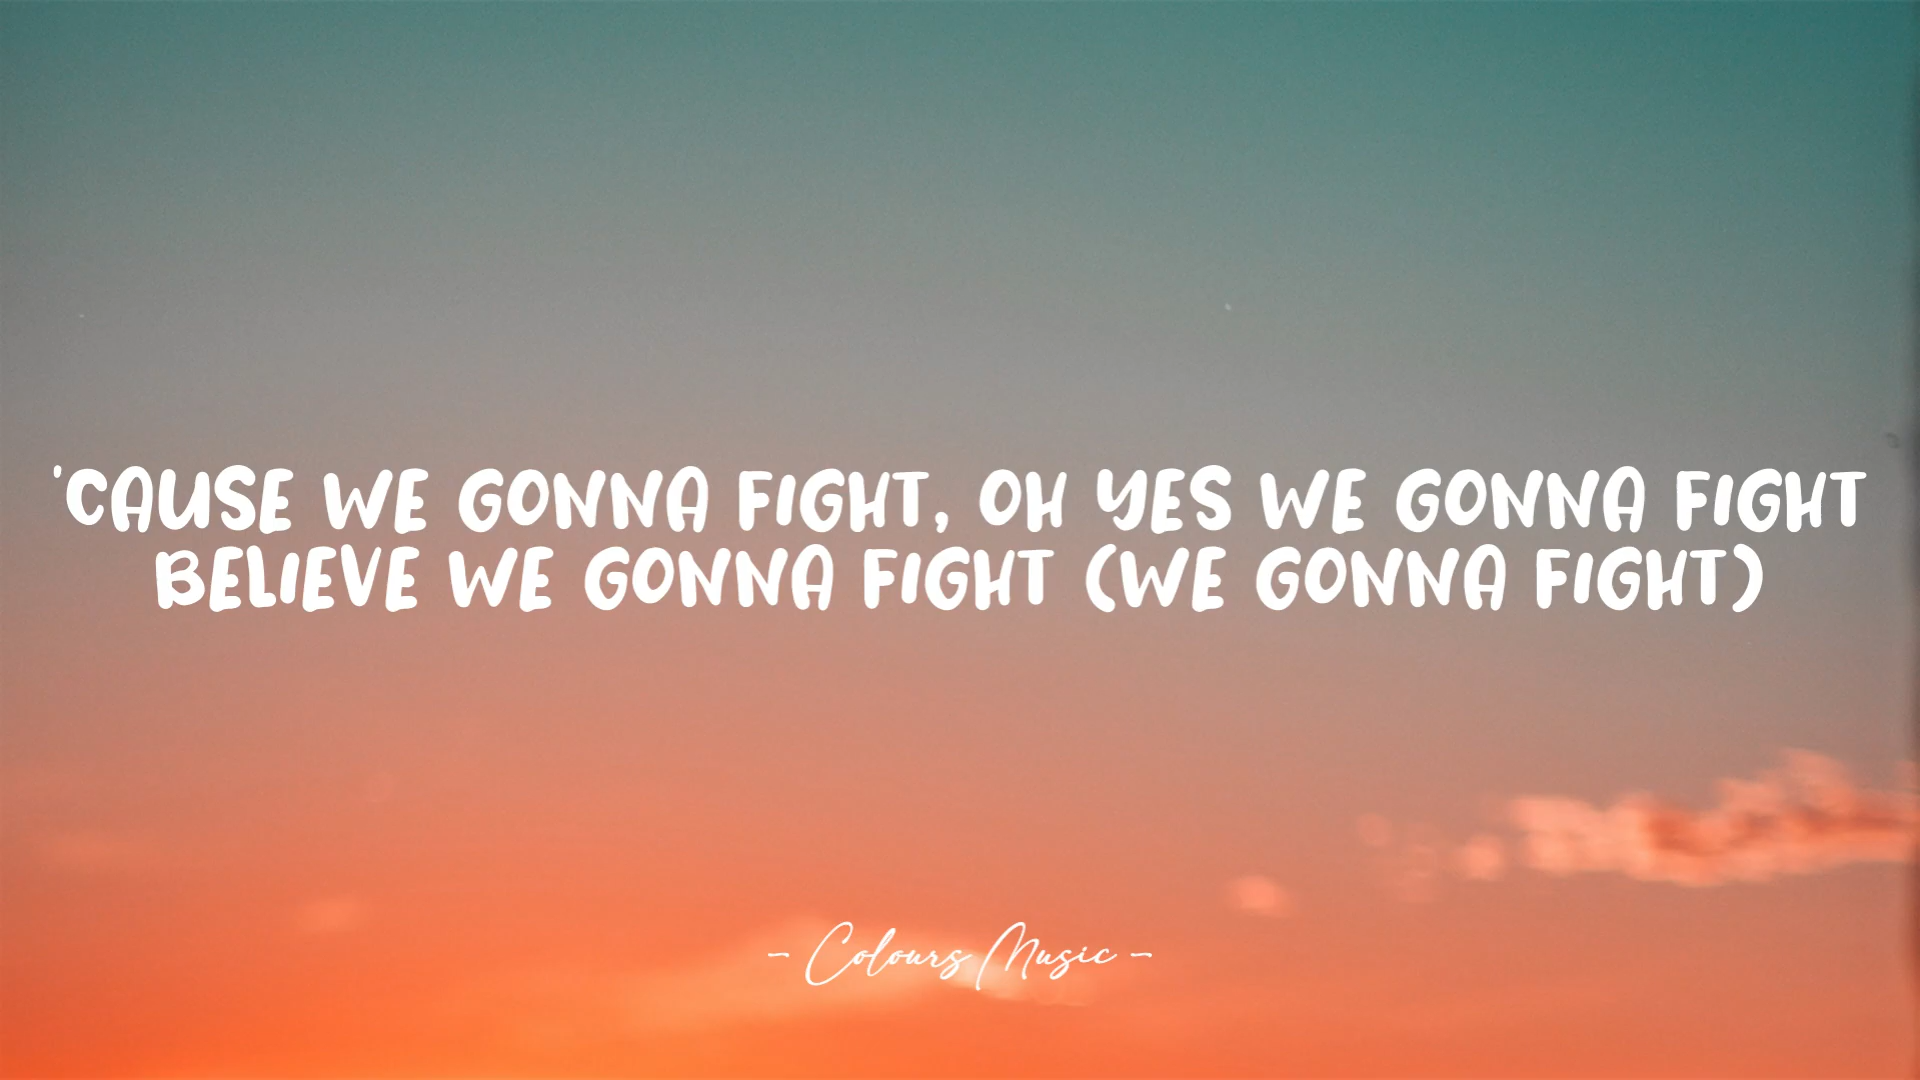 'CAUSE WE GONNA FIGHT, OH YES WE GONNA FIGHT
BELIEVE WE GONNA FIGHT (WE GONNA FIGHT)
- Colours Music -